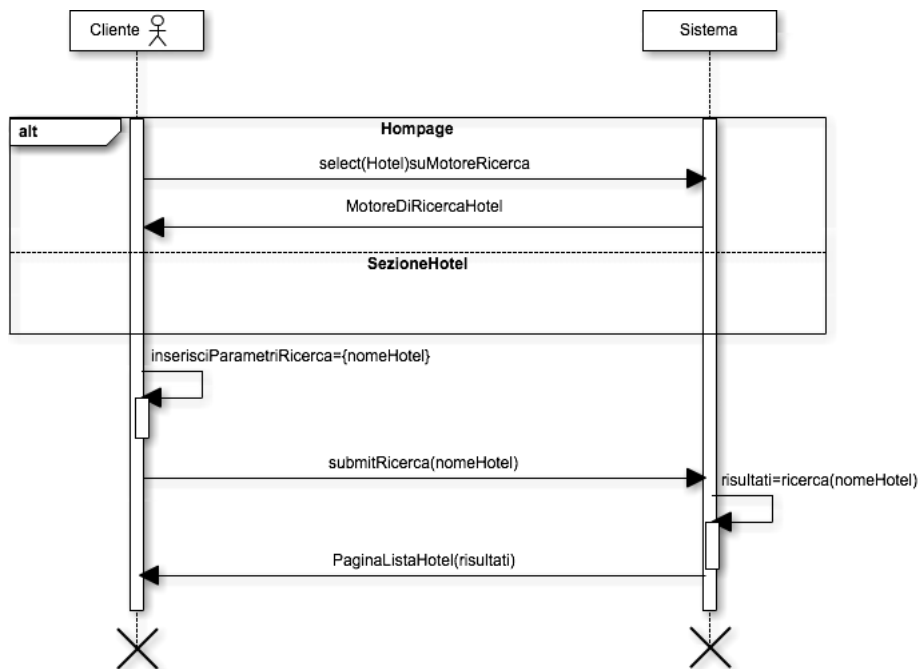 Cliente
Sistema
alt
Hompage
select(Hotel)suMotoreRicerca
MotoreDiRicercaHotel
SezioneHotel
inserisciParametriRicerca={nomeHotel}
submitRicerca(nomeHotel)
risultati=ricerca(nomeHotel)
PaginaListaHotel(risultati)